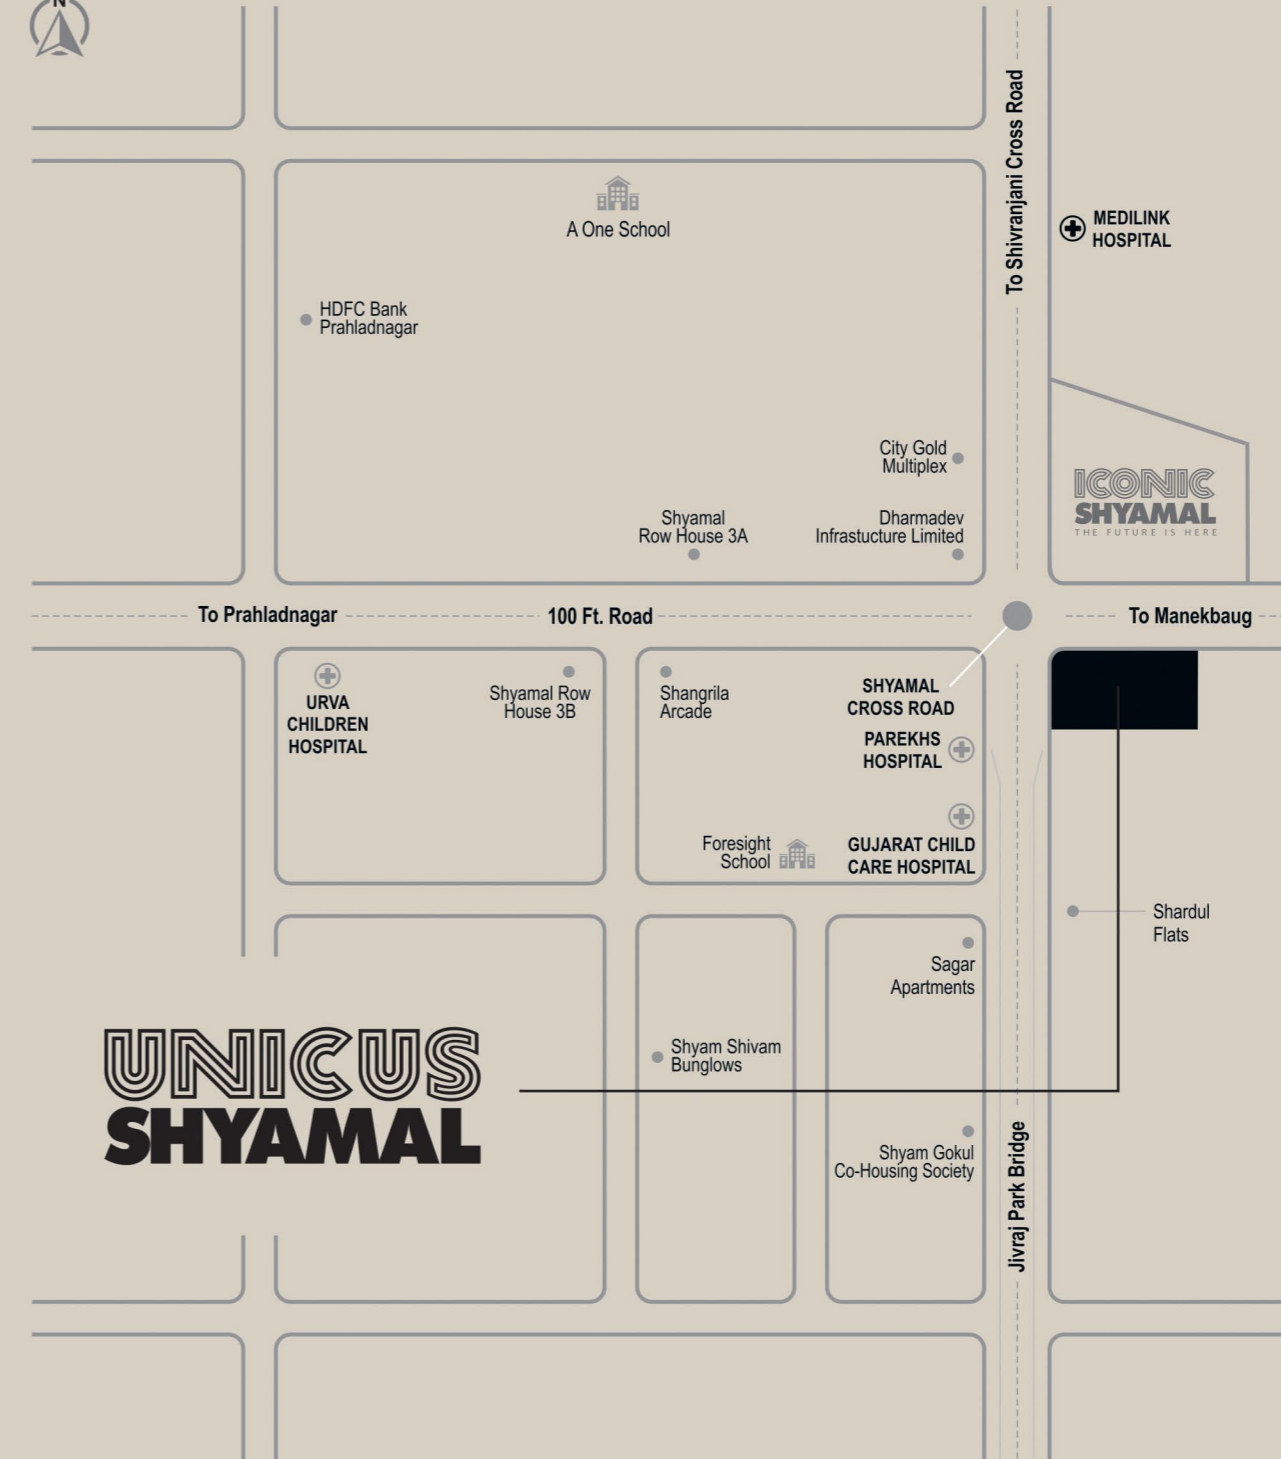 N
To Shivranjani Cross Road
MEDILINK
HOSPITAL
A One School
HDFC Bank
Prahladnagar
City Gold
Multiplex
ICONIC
SHYAMAL
THE FUTURE IS HERE
Shyamal
Row House 3A
Dharmadev
Infrastucture Limited
To Prahladnagar
100 Ft. Road
To Manekbaug
URVA
CHILDREN
HOSPITAL
Shyamal Row
House 3B
Shangrila
Arcade
SHYAMAL
CROSS ROAD
PAREKHS
HOSPITAL
Foresight
School
GUJARAT CHILD
CARE HOSPITAL
Shardul
Flats
Sagar
Apartments
Shyam Shivam
Bunglows
UNICUS
SHYAMAL
Shyam Gokul
Co-Housing Society
Jivraj Park Bridge